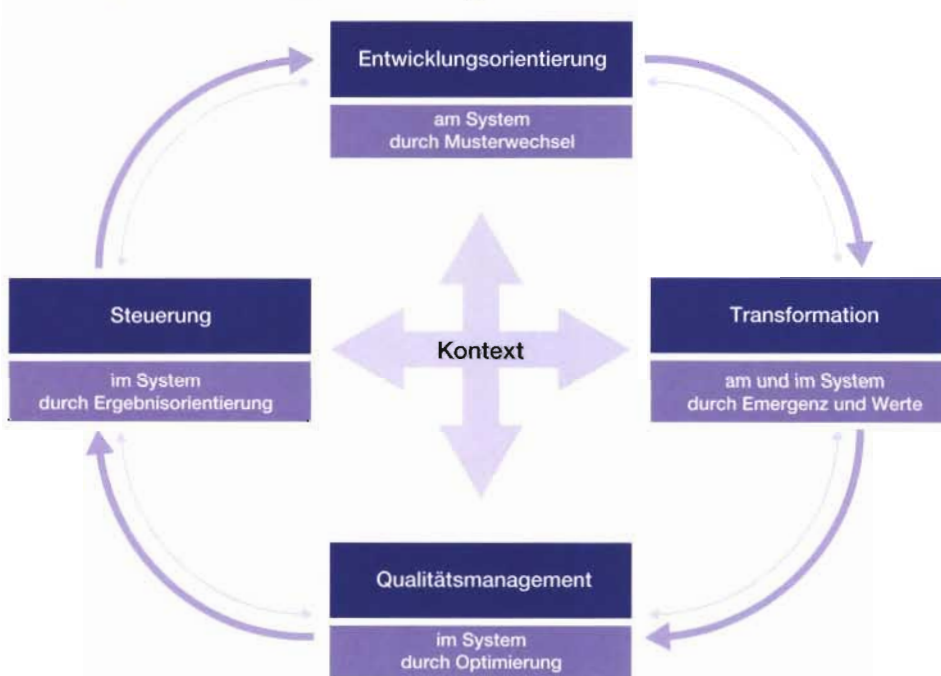 Entwicklungsorientierung
am System
durch Musterwechsel
Steuerung
im System
durch Ergebnisorientierung
Kontext
Transformation
am und im System
durch Emergenz und Werte
Qualitätsmanagement
im System
durch Optimierung